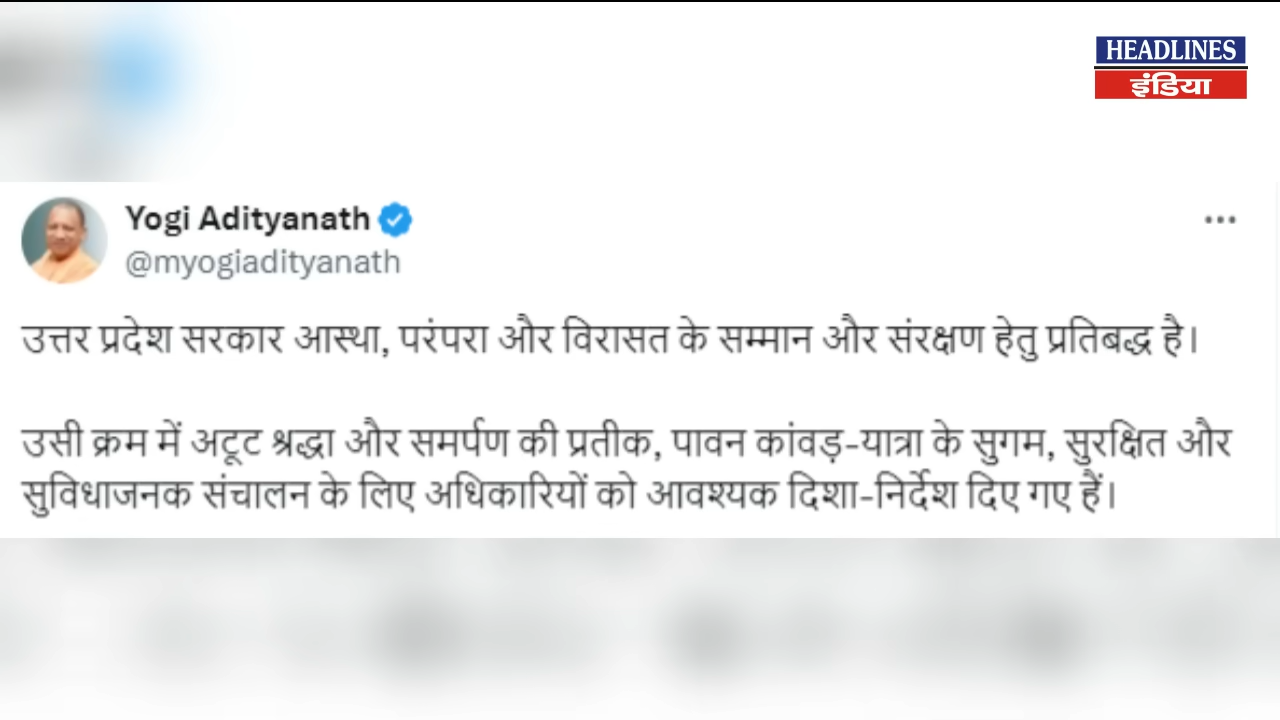 HEADLINES
इंडिया
Yogi Adityanath
@myogiadityanath
उत्तर प्रदेश सरकार आस्था, परंपरा और विरासत के सम्मान और संरक्षण हेतु प्रतिबद्ध है।
उसी क्रम में अटूट श्रद्धा और समर्पण की प्रतीक, पावन कांवड़-यात्रा के सुगम, सुरक्षित और
सुविधाजनक संचालन के लिए अधिकारियों को आवश्यक दिशा-निर्देश दिए गए हैं।